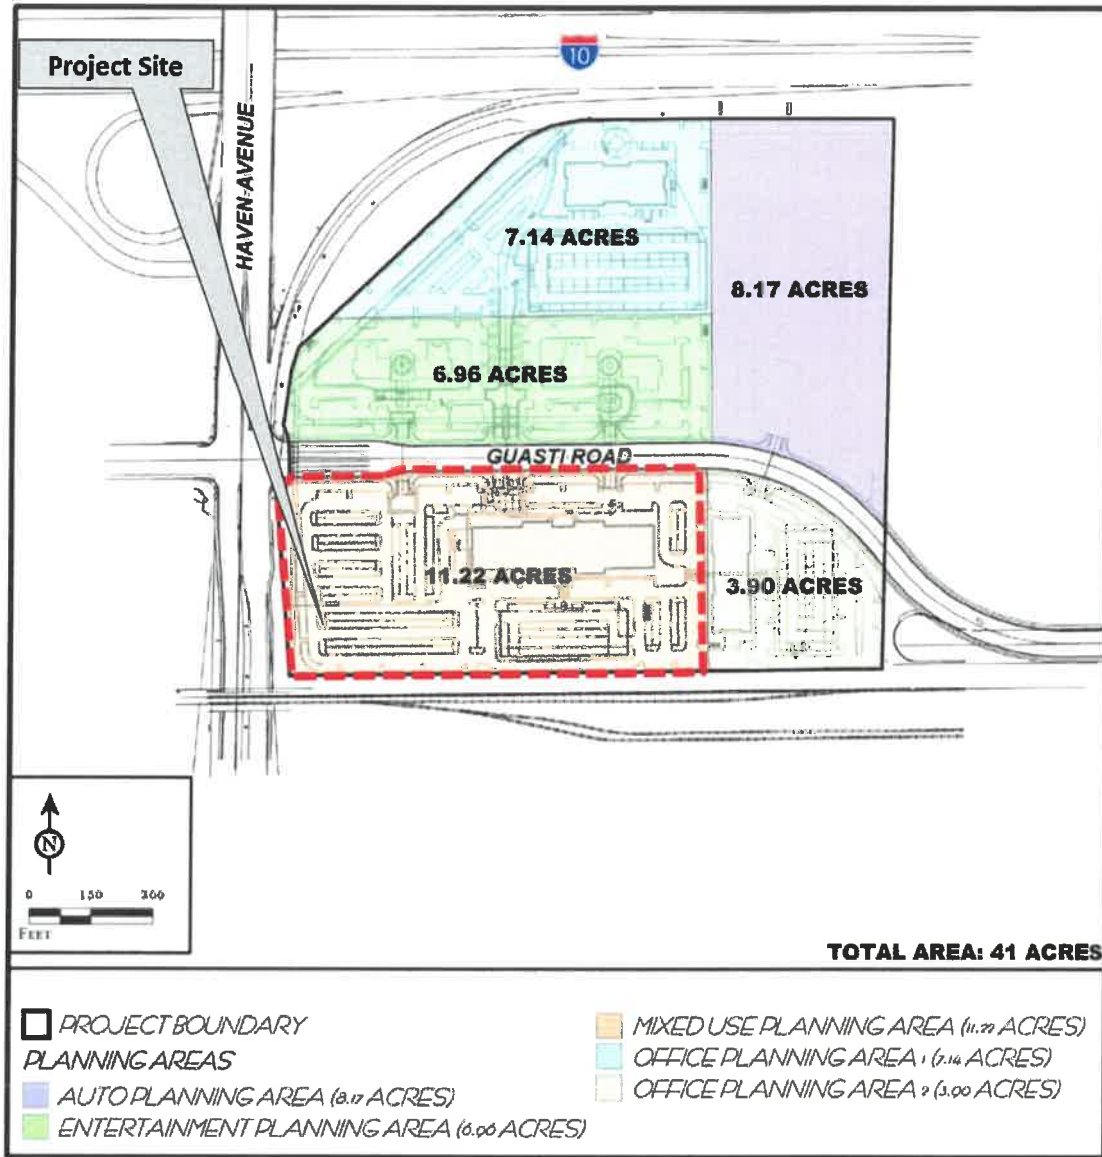 10
Project Site
HAVEN AVENUE
7.14 ACRES
8.17 ACRES
6.96 ACRES
GUASTI ROAD
11.22 ACRES
3.90 ACRES
N
0 150 300
FEET
TOTAL AREA: 41 ACRES
PROJECT BOUNDARY
PLANNING AREAS
AUTO PLANNING AREA (8.17 ACRES)
ENTERTAINMENT PLANNING AREA (6.96 ACRES)
MIXED USE PLANNING AREA (11.22 ACRES)
OFFICE PLANNING AREA 1 (7.14 ACRES)
OFFICE PLANNING AREA 2 (3.90 ACRES)